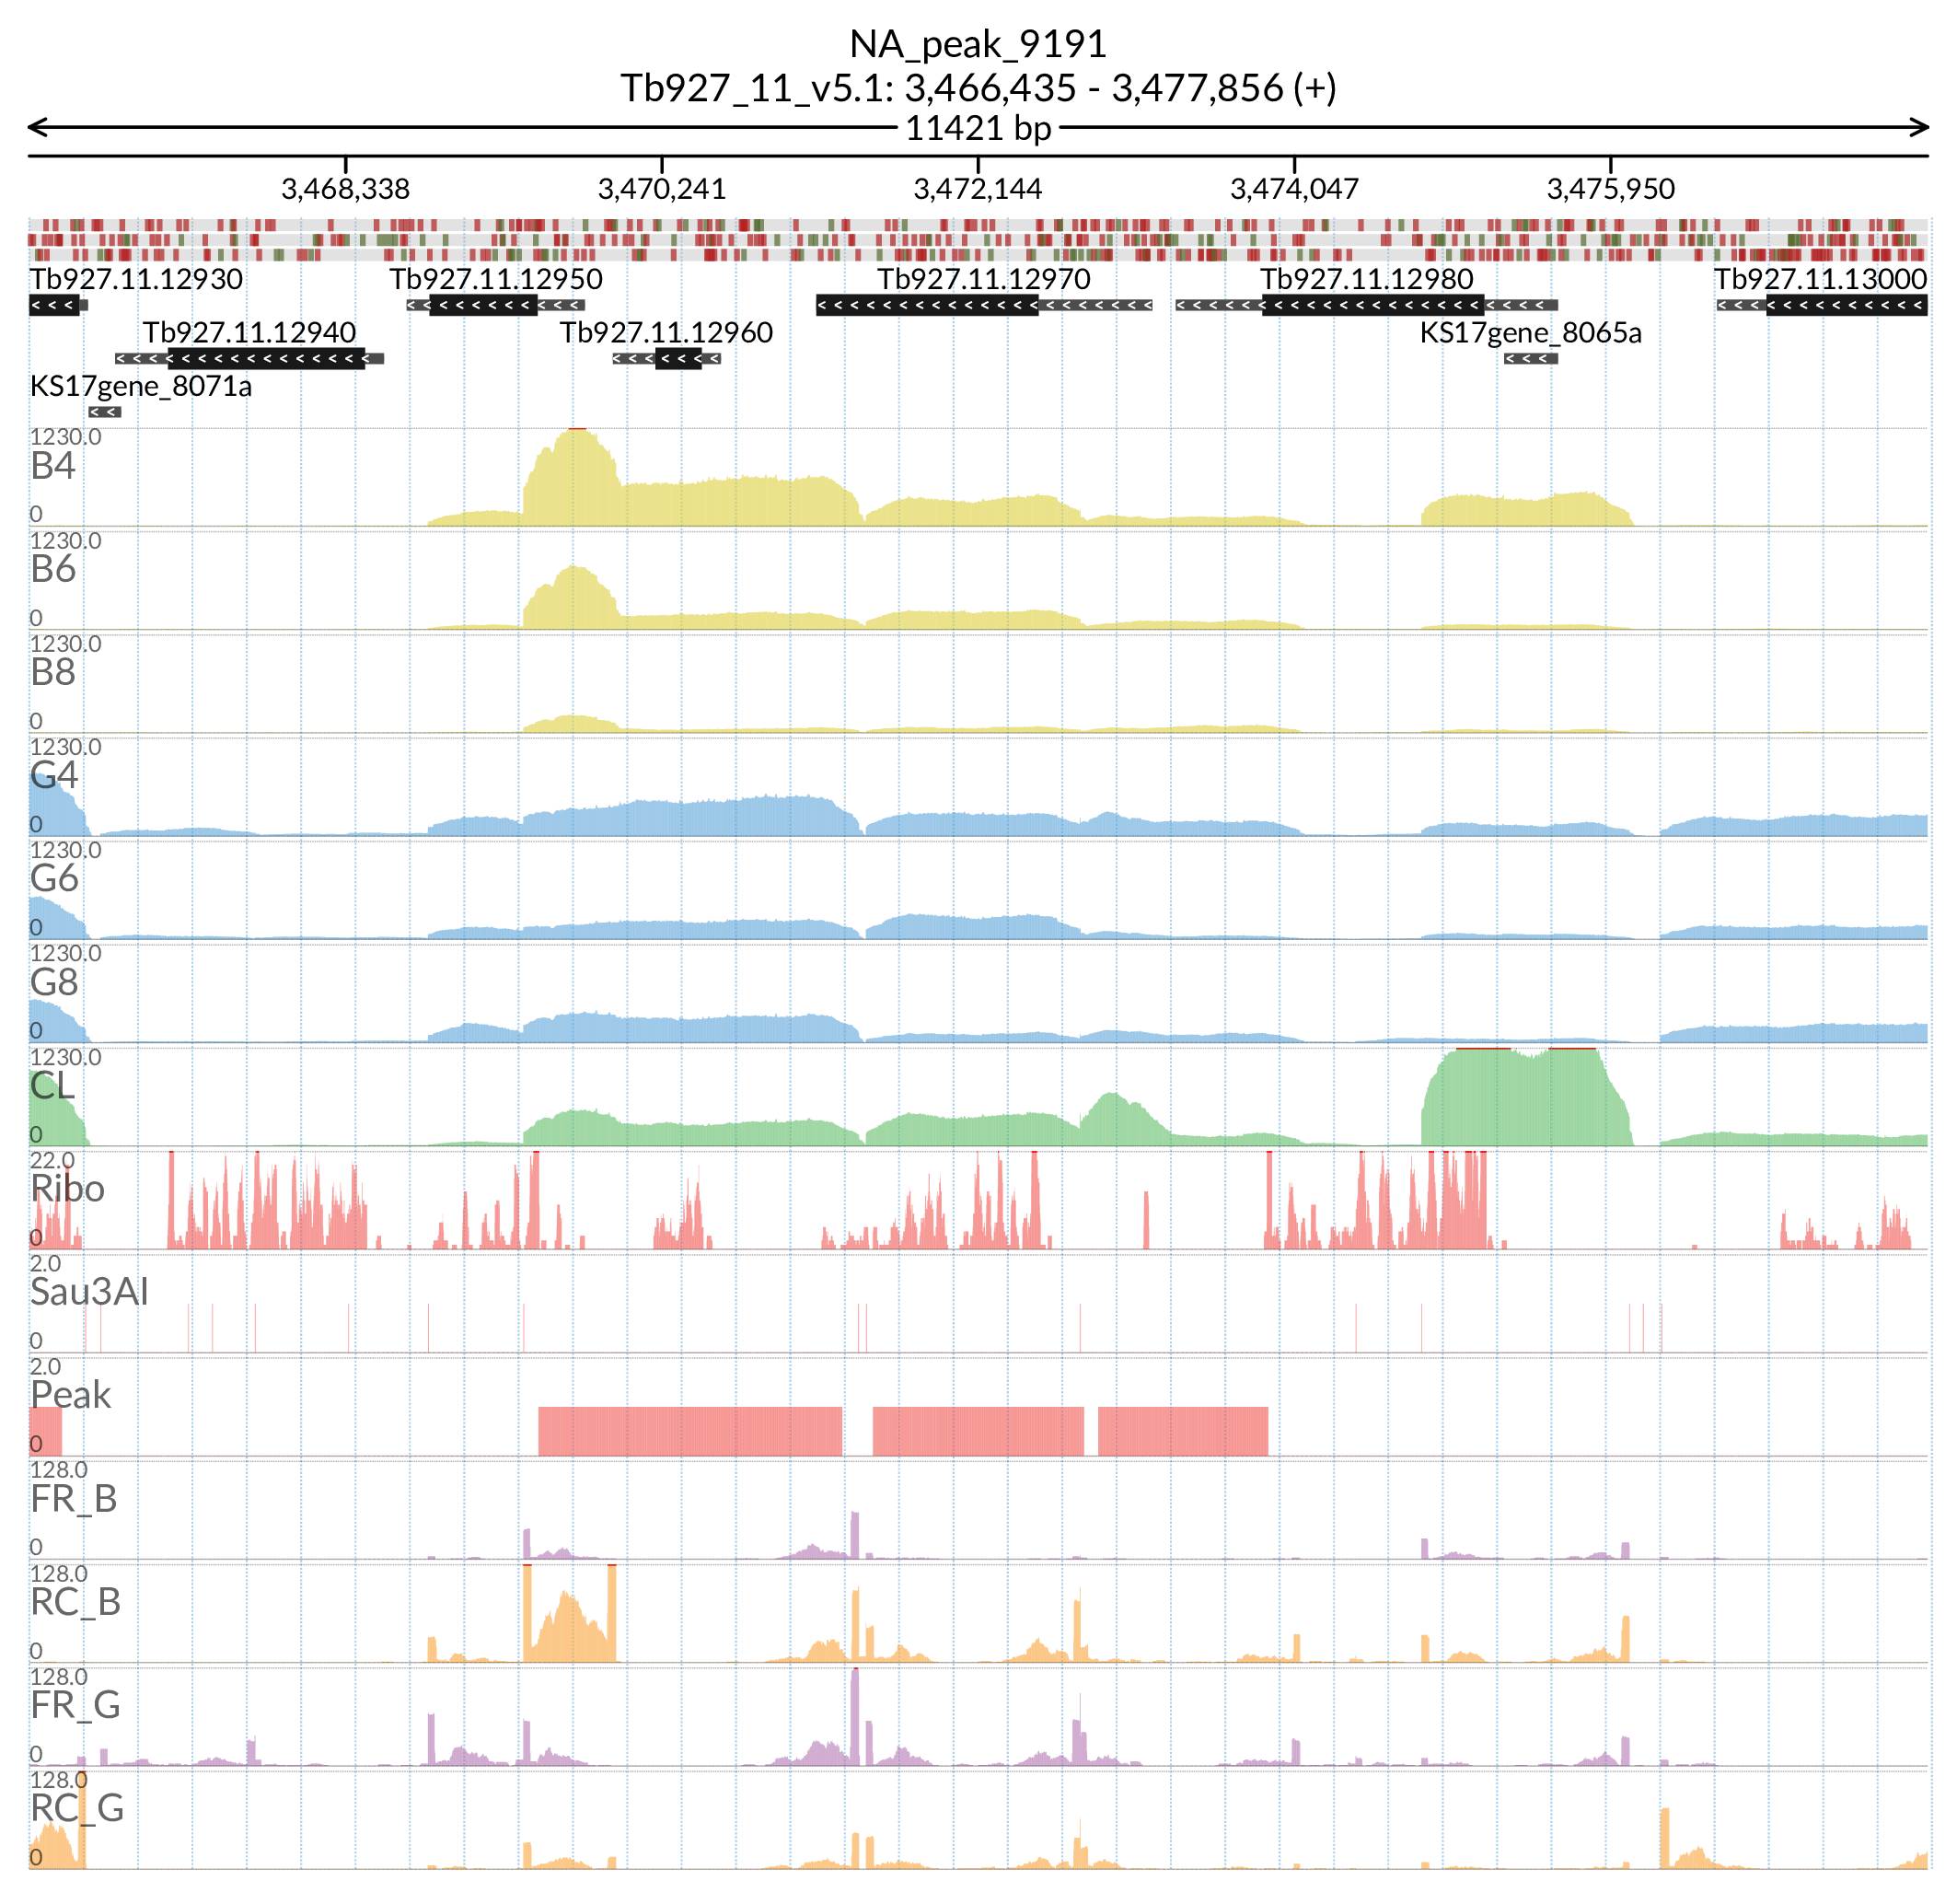 NA_peak_9191
Tb927_11_v5.1: 3,466,435 - 3,477,856 (+)
11421 bp
3,468,338 3,470,241 3,472,144 3,474,047 3,475,950
Tb927.11.12930 Tb927.11.12950 Tb927.11.12970 Tb927.11.12980 Tb927.11.13000
Tb927.11.12940 Tb927.11.12960 KS17gene_8065a
KS17gene_8071a
1230.0
B4
0
1230.0
B6
0
1230.0
B8
0
1230.0
G4
0
1230.0
G6
0
1230.0
G8
0
1230.0
CL
0
22.0
Ribo
0
2.0
Sau3AI
0
2.0
Peak
0
128.0
FR_B
0
128.0
RC_B
0
128.0
FR_G
0
128.0
RC_G
0